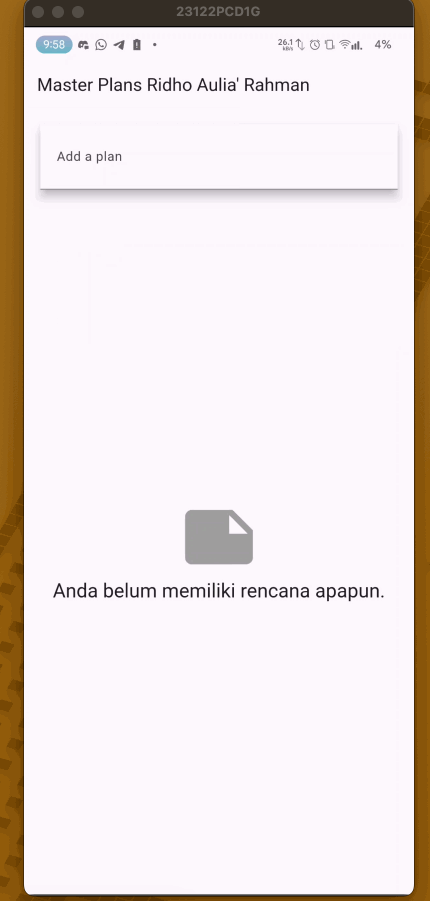 23122PCD1G
9:58 26.1 kB/s 4%
Master Plans Ridho Aulia' Rahman
Add a plan
Anda belum memiliki rencana apapun.